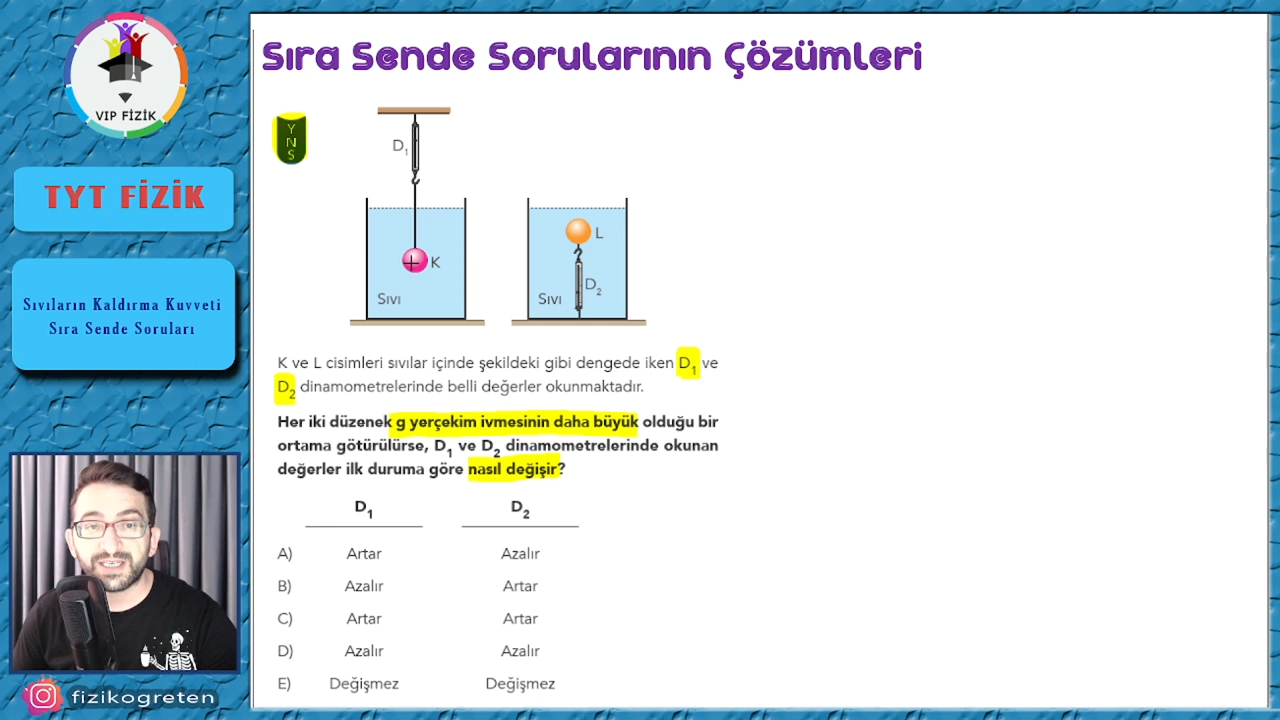 VIP FİZİK
TYT FİZİK
Sıvıların Kaldırma Kuvveti
Sıra Sende Soruları
fizikogreten
Sıra Sende Sorularının Çözümleri
Y
N
S
D1
K
Sıvı
L
D2
Sıvı
K ve L cisimleri sıvılar içinde şekildeki gibi dengede iken D1 ve
D2 dinamometrelerinde belli değerler okunmaktadır.
Her iki düzenek g yerçekim ivmesinin daha büyük olduğu bir
ortama götürülürse, D1 ve D2 dinamometrelerinde okunan
değerler ilk duruma göre nasıl değişir?
D1 D2
A) Artar Azalır
B) Azalır Artar
C) Artar Artar
D) Azalır Azalır
E) Değişmez Değişmez